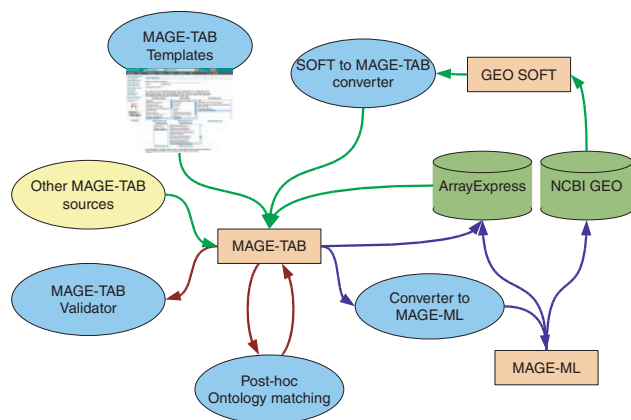 MAGE-TAB
Templates
SOFT to MAGE-TAB
converter
GEO SOFT
Other MAGE-TAB
sources
ArrayExpress
NCBI GEO
MAGE-TAB
MAGE-TAB
Validator
Converter to
MAGE-ML
MAGE-ML
Post-hoc
Ontology matching